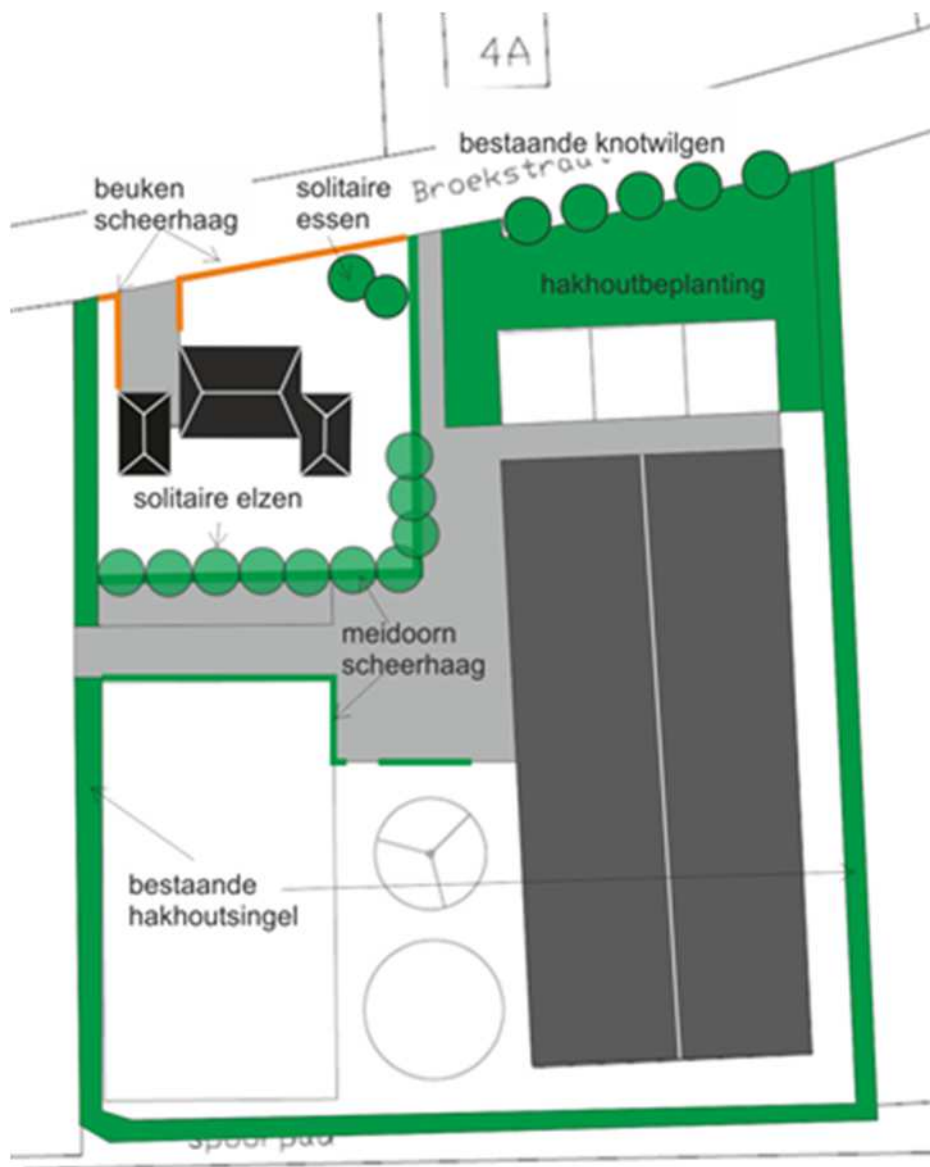 4A
bestaande knotwilgen
beuken
scheerhaag
solitaire
essen
hakhoutbeplanting
solitaire elzen
meidoorn
scheerhaag
bestaande
hakhoutsingel